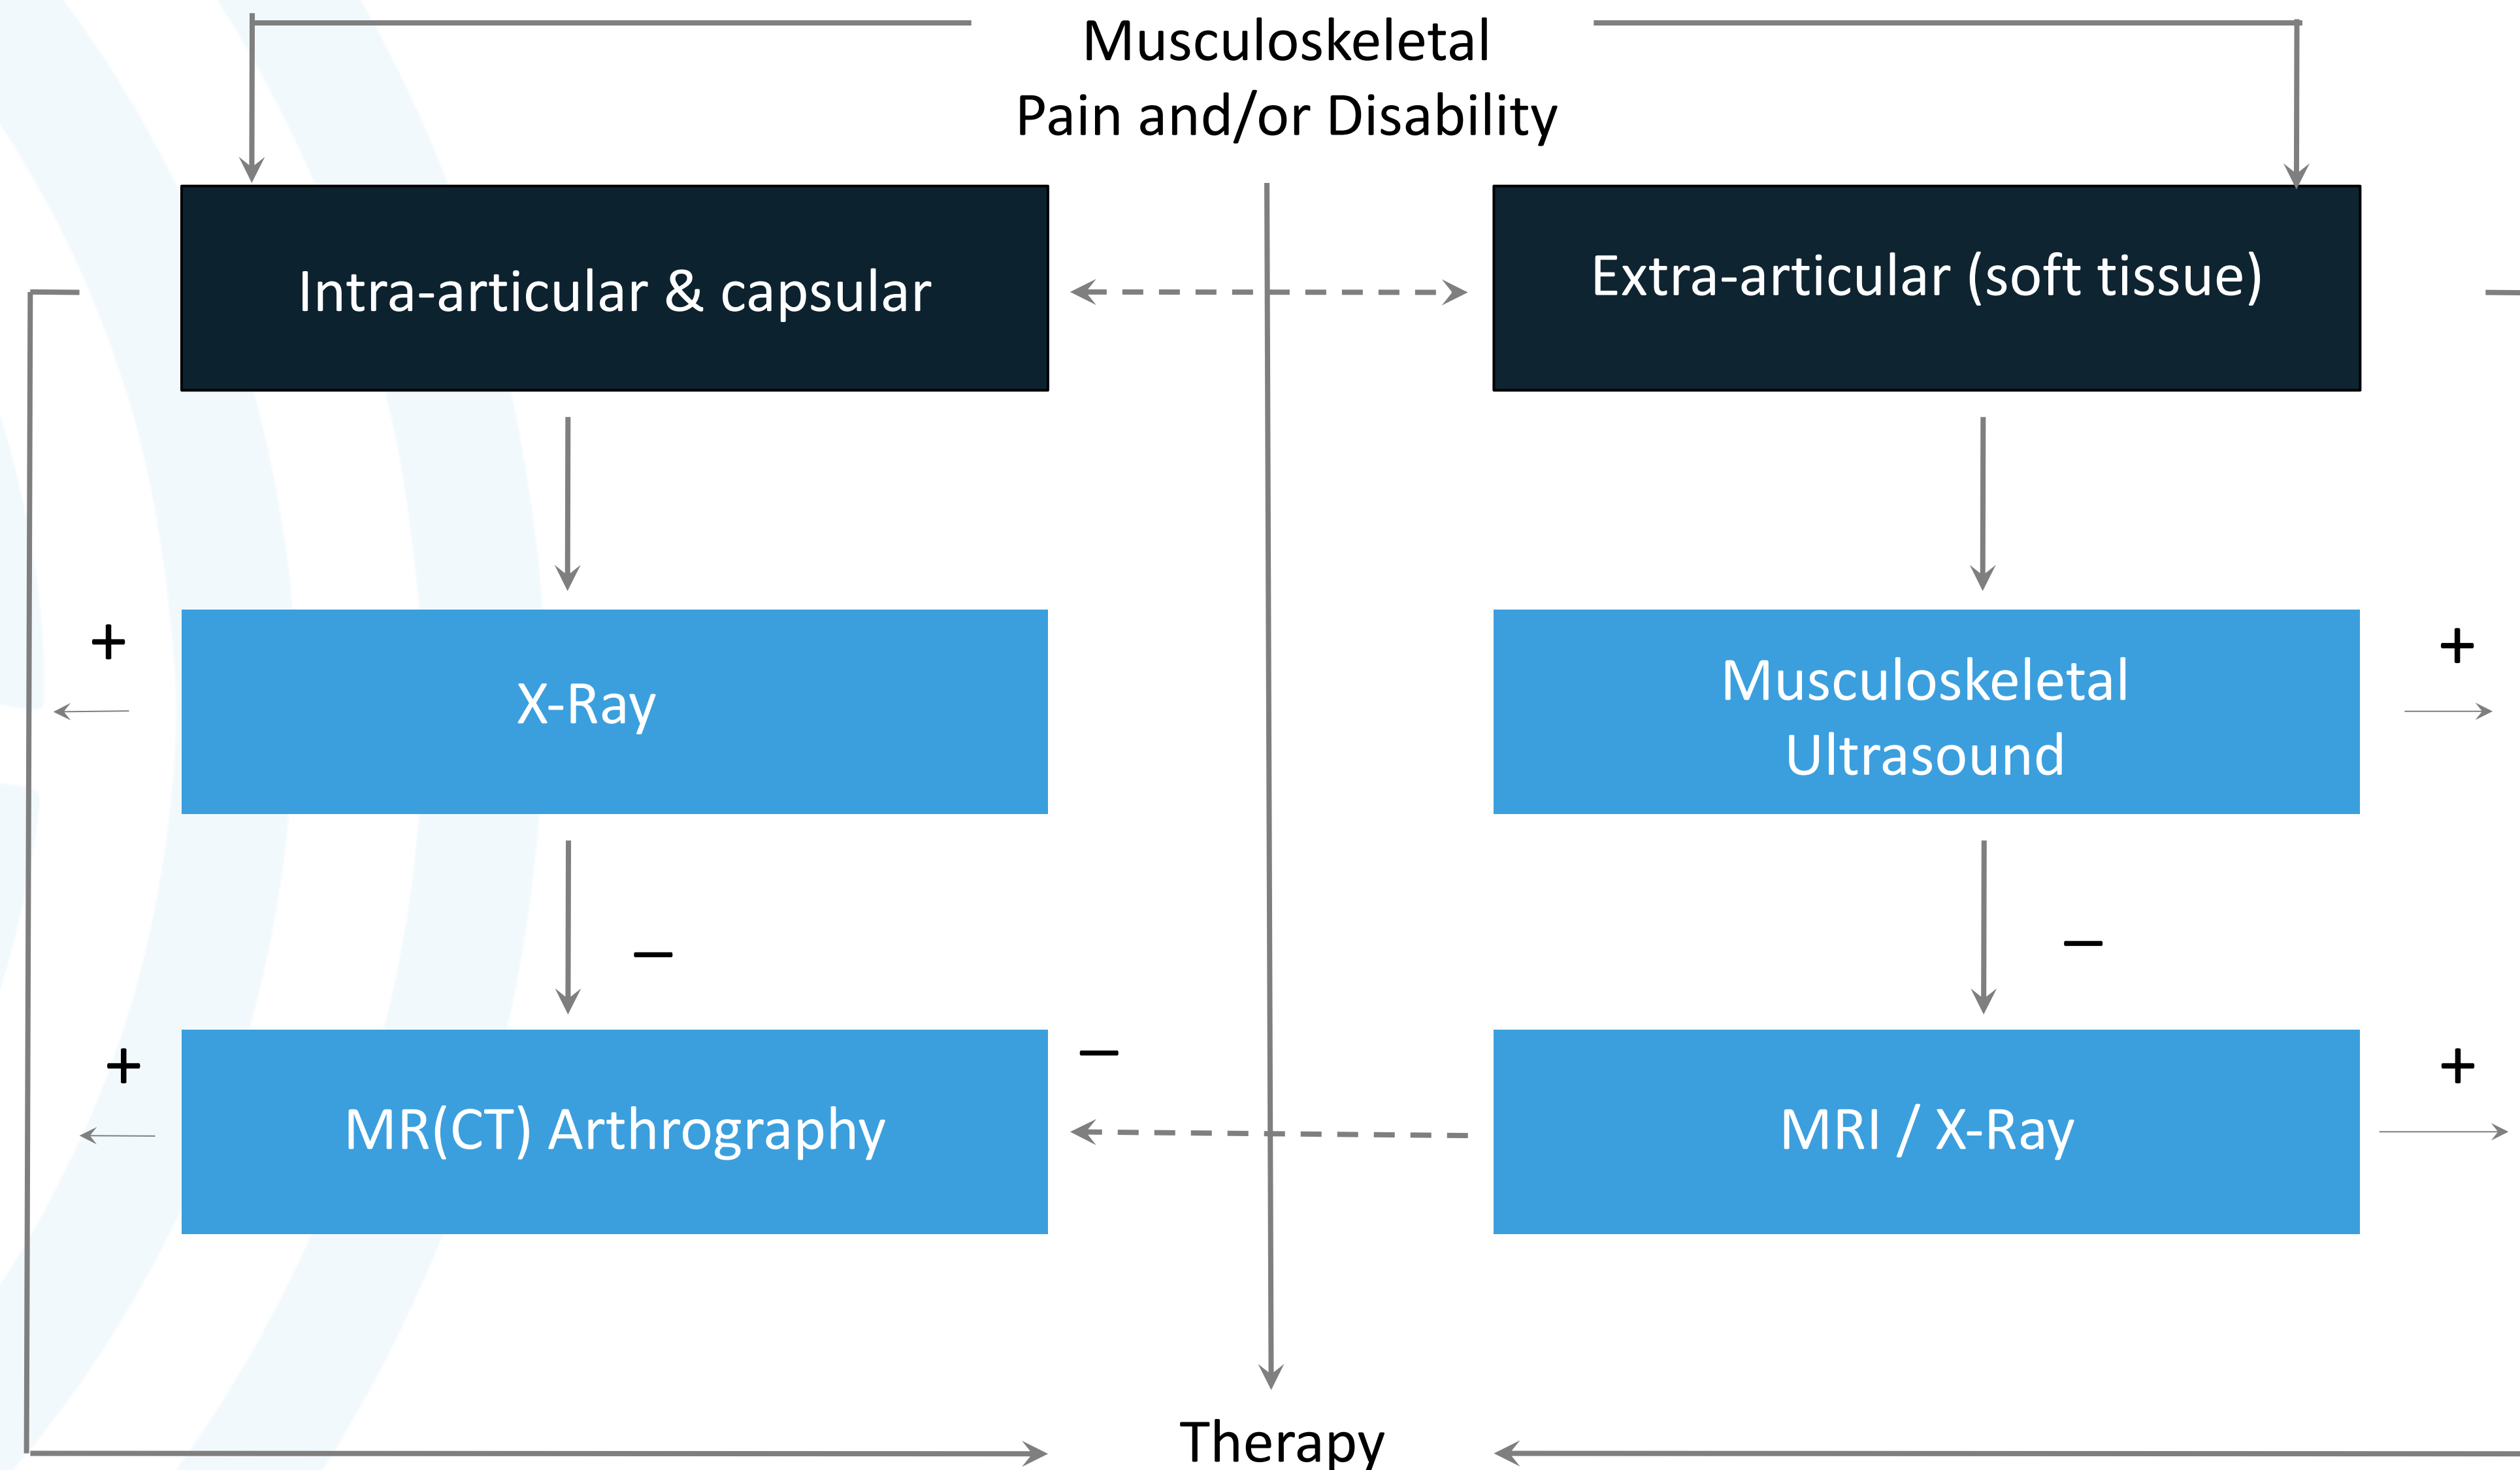 Musculoskeletal
Pain and/or Disability
Intra-articular & capsular
Extra-articular (soft tissue)
+
X-Ray
Musculoskeletal
Ultrasound
+
–
–
+
MR(CT) Arthrography
–
MRI / X-Ray
+
Therapy